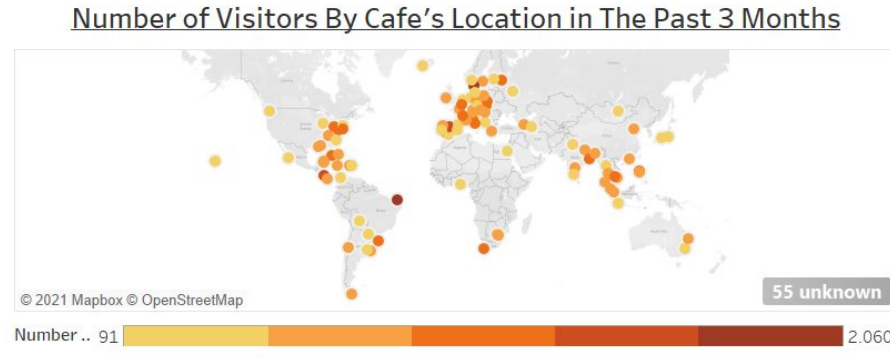 Number of Visitors By Cafe's Location in The Past 3 Months
© 2021 Mapbox © OpenStreetMap
55 unknown
Number .. 91
2.060